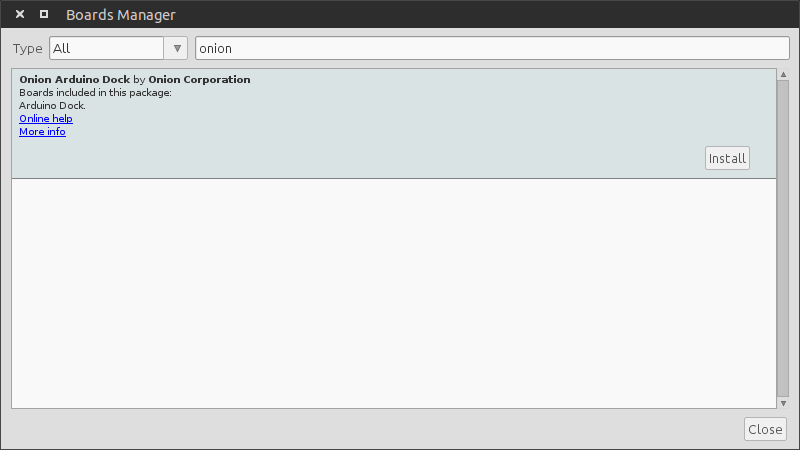 Boards Manager
Type All onion
Onion Arduino Dock by Onion Corporation
Boards included in this package:
Arduino Dock.
Online help
More info
Install
Close